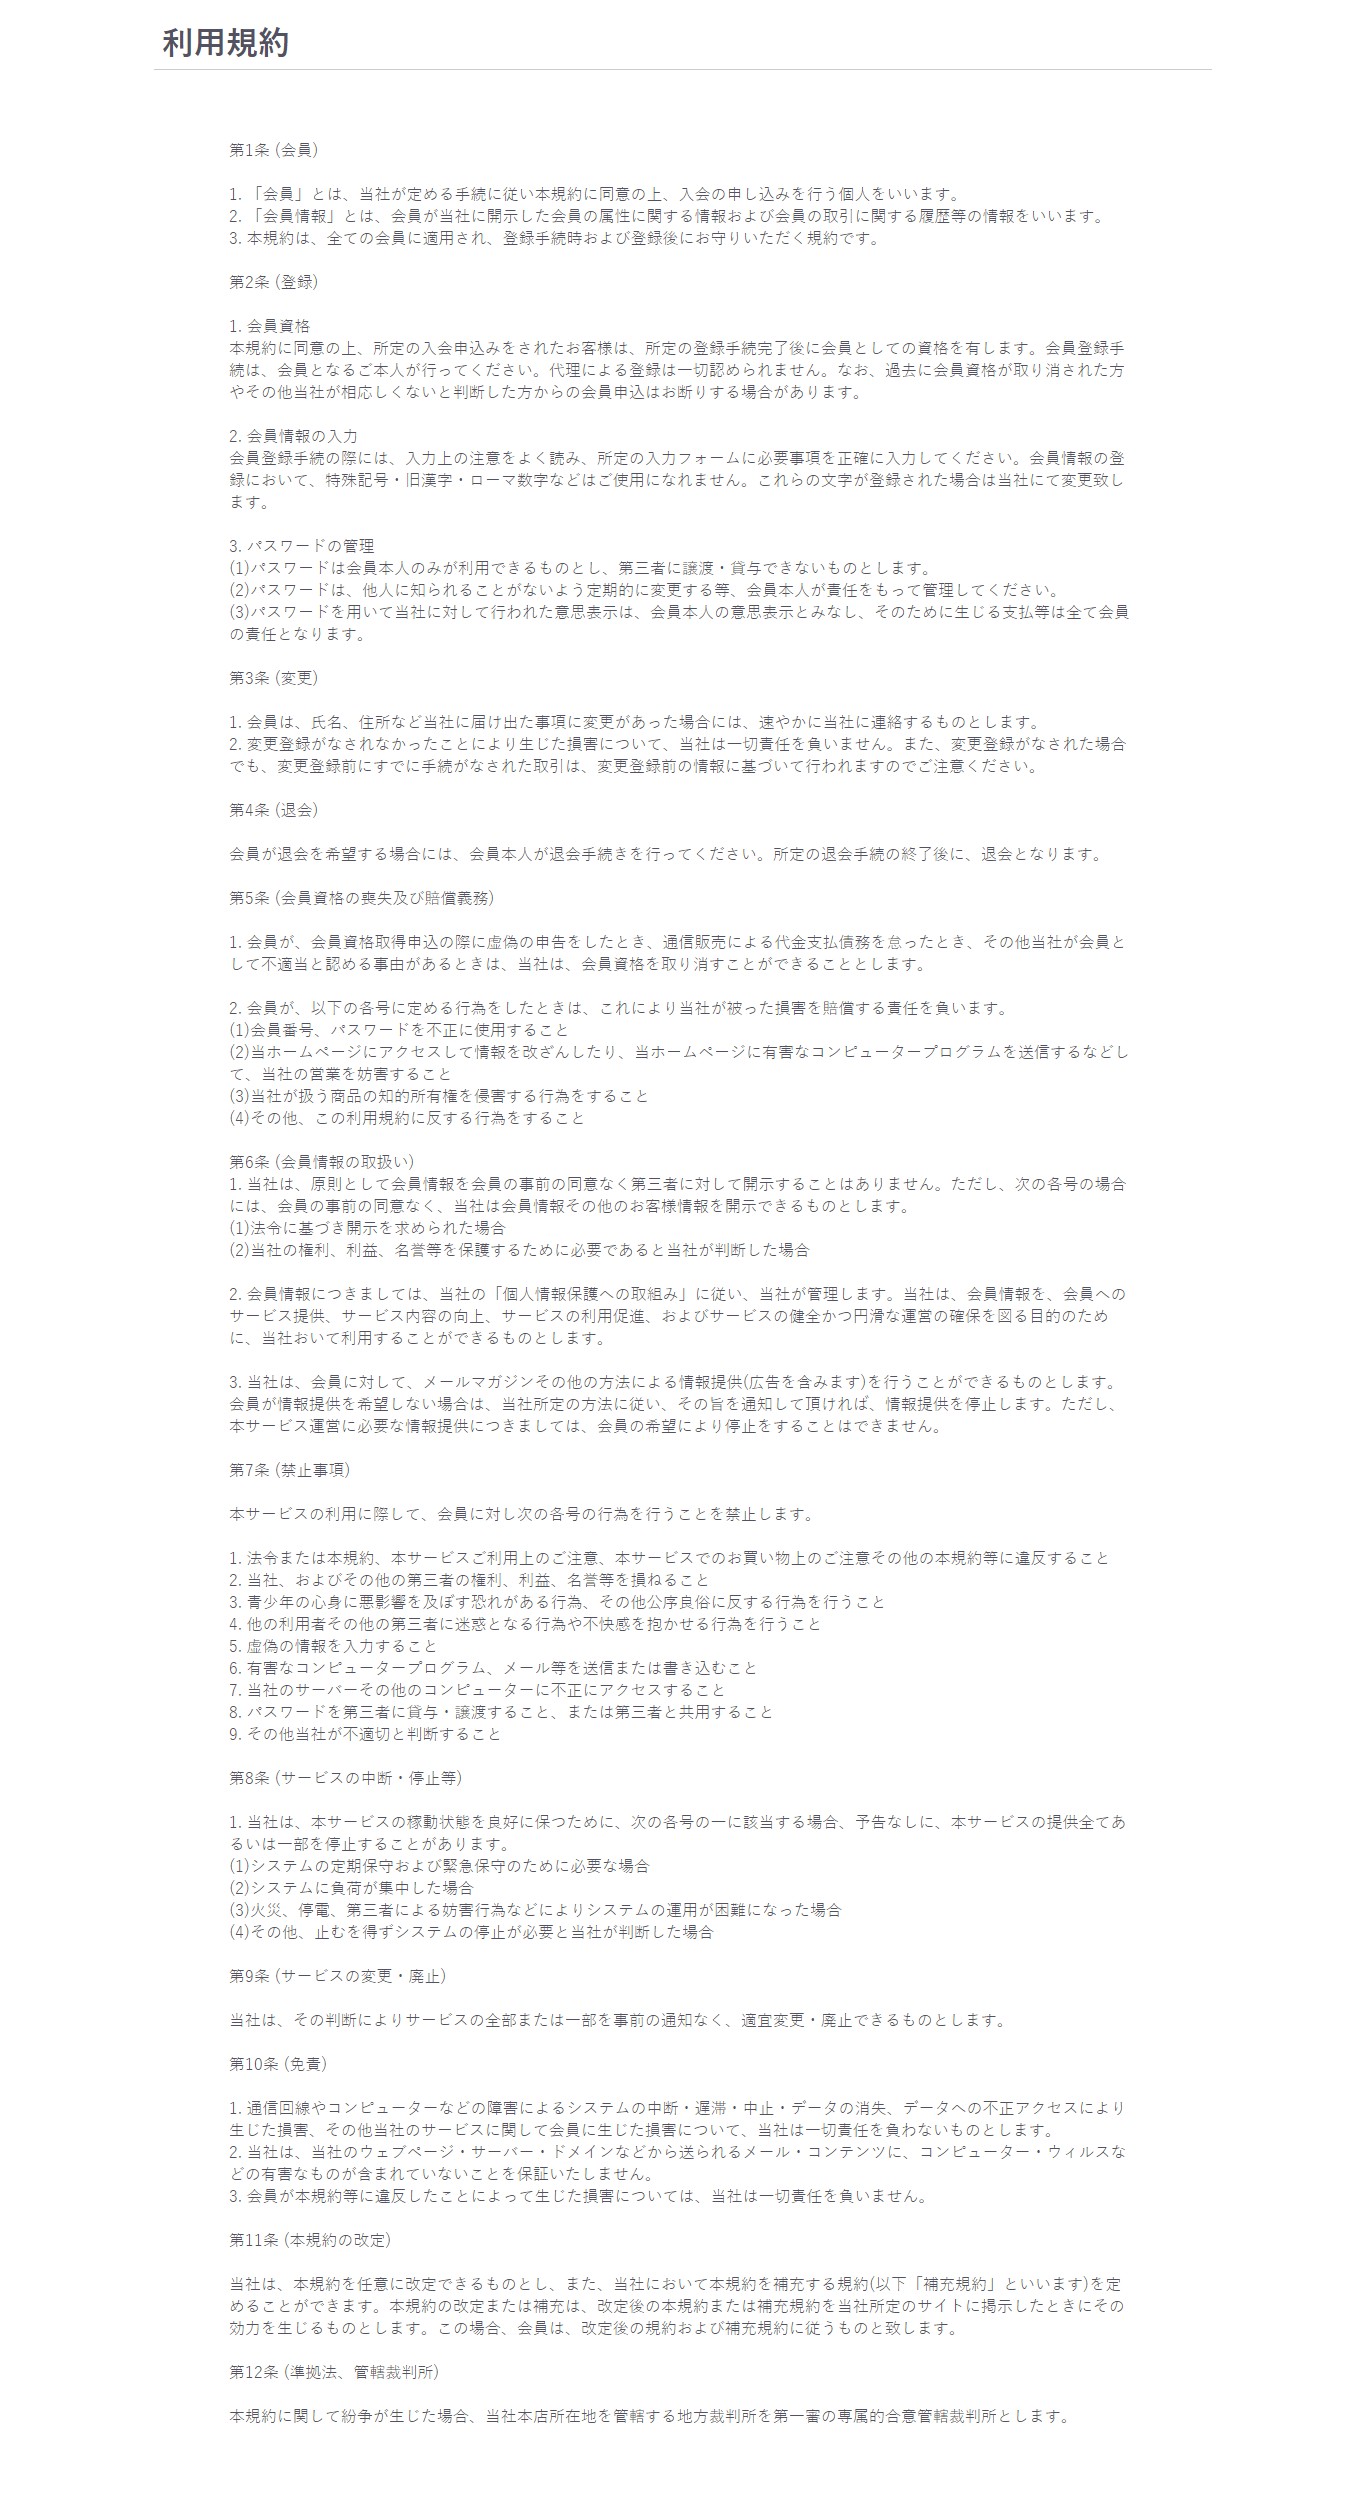 利用規約
第1条 (会員)
1. 「会員」とは、当社が定める手続に従い本規約に同意の上、入会の申し込みを行う個人をいいます。
2. 「会員情報」とは、会員が当社に開示した会員の属性に関する情報および会員の取引に関する履歴等の情報をいいます。
3. 本規約は、全ての会員に適用され、登録手続時および登録後にお守りいただく規約です。
第2条 (登録)
1. 会員資格
本規約に同意の上、所定の入会申込みをされたお客様は、所定の登録手続完了後に会員としての資格を有します。会員登録手
続は、会員となるご本人が行ってください。代理による登録は一切認められません。なお、過去に会員資格が取り消された方
やその他当社が相応しくないと判断した方からの会員申込はお断りする場合があります。
2. 会員情報の入力
会員登録手続の際には、入力上の注意をよく読み、所定の入力フォームに必要事項を正確に入力してください。会員情報の登
録において、特殊記号・旧漢字・ローマ数字などはご使用になれません。これらの文字が登録された場合は当社にて変更致し
ます。
3. パスワードの管理
(1)パスワードは会員本人のみが利用できるものとし、第三者に譲渡・貸与できないものとします。
(2)パスワードは、他人に知られることがないよう定期的に変更する等、会員本人が責任をもって管理してください。
(3)パスワードを用いて当社に対して行われた意思表示は、会員本人の意思表示とみなし、そのために生じる支払等は全て会員
の責任となります。
第3条 (変更)
1. 会員は、氏名、住所など当社に届け出た事項に変更があった場合には、速やかに当社に連絡するものとします。
2. 変更登録がなされなかったことにより生じた損害について、当社は一切責任を負いません。また、変更登録がなされた場合
でも、変更登録前にすでに手続がなされた取引は、変更登録前の情報に基づいて行われますのでご注意ください。
第4条 (退会)
会員が退会を希望する場合には、会員本人が退会手続きを行ってください。所定の退会手続の終了後に、退会となります。
第5条 (会員資格の喪失及び賠償義務)
1. 会員が、会員資格取得申込の際に虚偽の申告をしたとき、通信販売による代金支払債務を怠ったとき、その他当社が会員と
して不適当と認める事由があるときは、当社は、会員資格を取り消すことができることとします。
2. 会員が、以下の各号に定める行為をしたときは、これにより当社が被った損害を賠償する責任を負います。
(1)会員番号、パスワードを不正に使用すること
(2)当ホームページにアクセスして情報を改ざんしたり、当ホームページに有害なコンピュータープログラムを送信するなどし
て、当社の営業を妨害すること
(3)当社が扱う商品の知的所有権を侵害する行為をすること
(4)その他、この利用規約に反する行為をすること
第6条 (会員情報の取扱い)
1. 当社は、原則として会員情報を会員の事前の同意なく第三者に対して開示することはありません。ただし、次の各号の場合
には、会員の事前の同意なく、当社は会員情報その他のお客様情報を開示できるものとします。
(1)法令に基づき開示を求められた場合
(2)当社の権利、利益、名誉等を保護するために必要であると当社が判断した場合
2. 会員情報につきましては、当社の「個人情報保護への取組み」に従い、当社が管理します。当社は、会員情報を、会員への
サービス提供、サービス内容の向上、サービスの利用促進、およびサービスの健全かつ円滑な運営の確保を図る目的のため
に、当社おいて利用することができるものとします。
3. 当社は、会員に対して、メールマガジンその他の方法による情報提供(広告を含みます)を行うことができるものとします。
会員が情報提供を希望しない場合は、当社所定の方法に従い、その旨を通知して頂ければ、情報提供を停止します。ただし、
本サービス運営に必要な情報提供につきましては、会員の希望により停止をすることはできません。
第7条 (禁止事項)
本サービスの利用に際して、会員に対し次の各号の行為を行うことを禁止します。
1. 法令または本規約、本サービスご利用上のご注意、本サービスでのお買い物上のご注意その他の本規約等に違反すること
2. 当社、およびその他の第三者の権利、利益、名誉等を損ねること
3. 青少年の心身に悪影響を及ぼす恐れがある行為、その他公序良俗に反する行為を行うこと
4. 他の利用者その他の第三者に迷惑となる行為や不快感を抱かせる行為を行うこと
5. 虚偽の情報を入力すること
6. 有害なコンピュータープログラム、メール等を送信または書き込むこと
7. 当社のサーバーその他のコンピューターに不正にアクセスすること
8. パスワードを第三者に貸与・譲渡すること、または第三者と共用すること
9. その他当社が不適切と判断すること
第8条 (サービスの中断・停止等)
1. 当社は、本サービスの稼動状態を良好に保つために、次の各号の一に該当する場合、予告なしに、本サービスの提供全てあ
るいは一部を停止することがあります。
(1)システムの定期保守および緊急保守のために必要な場合
(2)システムに負荷が集中した場合
(3)火災、停電、第三者による妨害行為などによりシステムの運用が困難になった場合
(4)その他、止むを得ずシステムの停止が必要と当社が判断した場合
第9条 (サービスの変更・廃止)
当社は、その判断によりサービスの全部または一部を事前の通知なく、適宜変更・廃止できるものとします。
第10条 (免責)
1. 通信回線やコンピューターなどの障害によるシステムの中断・遅滞・中止・データの消失、データへの不正アクセスにより
生じた損害、その他当社のサービスに関して会員に生じた損害について、当社は一切責任を負わないものとします。
2. 当社は、当社のウェブページ・サーバー・ドメインなどから送られるメール・コンテンツに、コンピューター・ウィルスな
どの有害なものが含まれていないことを保証いたしません。
3. 会員が本規約等に違反したことによって生じた損害については、当社は一切責任を負いません。
第11条 (本規約の改定)
当社は、本規約を任意に改定できるものとし、また、当社において本規約を補充する規約(以下「補充規約」といいます)を定
めることができます。本規約の改定または補充は、改定後の本規約または補充規約を当社所定のサイトに掲示したときにその
効力を生じるものとします。この場合、会員は、改定後の規約および補充規約に従うものと致します。
第12条 (準拠法、管轄裁判所)
本規約に関して紛争が生じた場合、当社本店所在地を管轄する地方裁判所を第一審の専属的合意管轄裁判所とします。